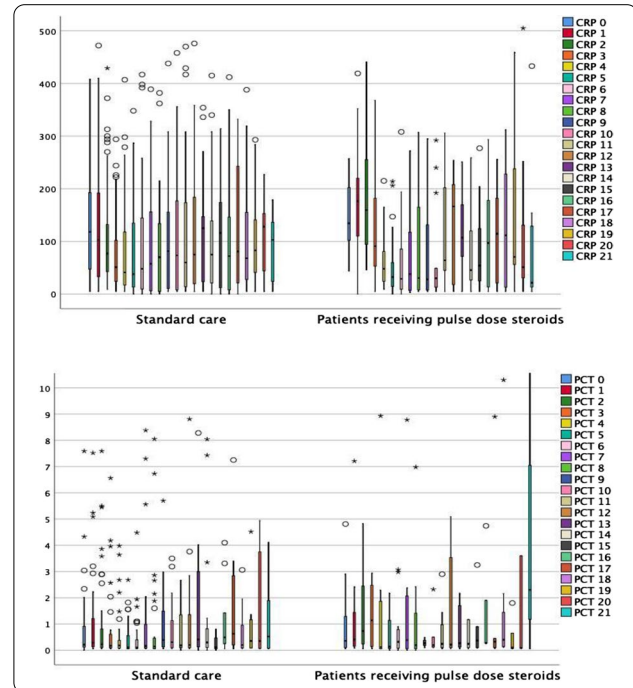 500
400
300
200
100
0
Standard care
Patients receiving pulse dose steroids
CRP 0
CRP 1
CRP 2
CRP 3
CRP 4
CRP 5
CRP 6
CRP 7
CRP 8
CRP 9
CRP 10
CRP 11
CRP 12
CRP 13
CRP 14
CRP 15
CRP 16
CRP 17
CRP 18
CRP 19
CRP 20
CRP 21
10
9
8
7
6
5
4
3
2
1
0
Standard care
Patients receiving pulse dose steroids
PCT 0
PCT 1
PCT 2
PCT 3
PCT 4
PCT 5
PCT 6
PCT 7
PCT 8
PCT 9
PCT 10
PCT 11
PCT 12
PCT 13
PCT 14
PCT 15
PCT 16
PCT 17
PCT 18
PCT 19
PCT 20
PCT 21